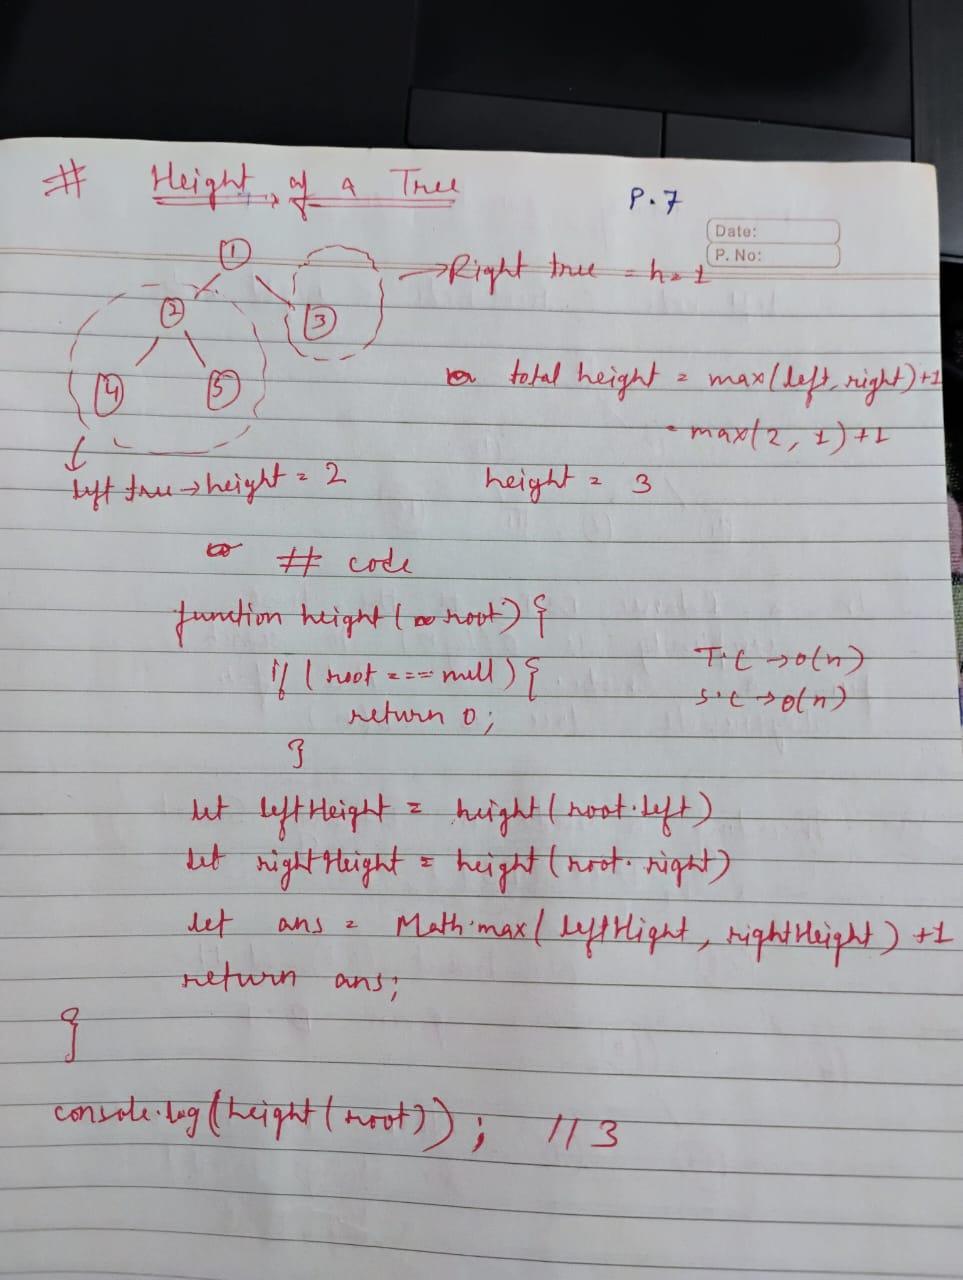 # Height of a Tree
P.7
Date:
P. No:
1
2
3
4
5
→Right tree = h = 1
total height = max(left, right)+1
= max(2, 1)+1
left tree → height = 2
height = 3
# code
function height(root) {
if (root === null) {
return 0;
}
T.C → O(n)
S.C → O(n)
let leftHeight = height(root.left)
let rightHeight = height(root.right)
let ans = Math.max(leftHight, rightHeight) +1
return ans;
}
console.log(height(root)); // 3